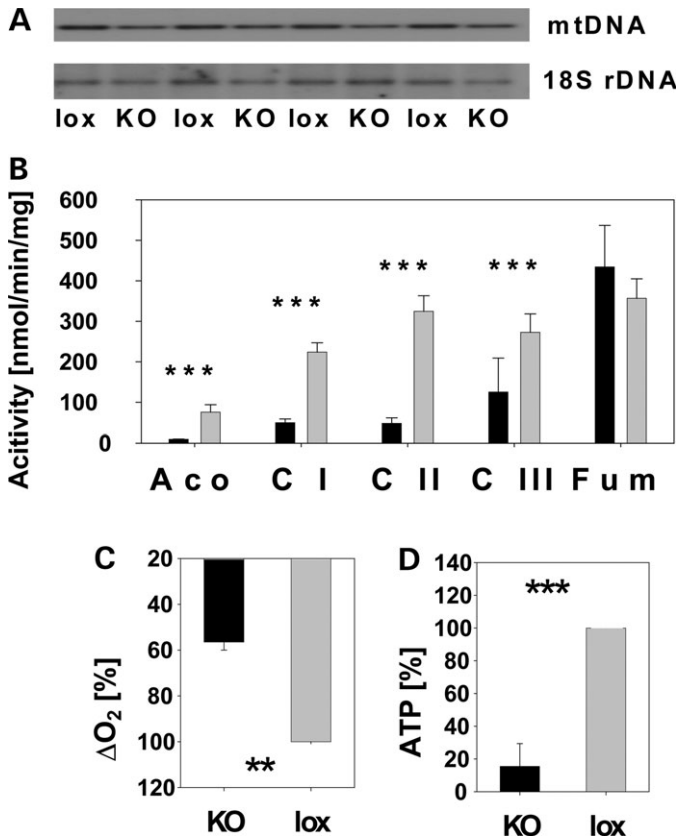 A
mtDNA
18S rDNA
lox KO lox KO lox KO lox KO
B
Acitivity [nmol/min/mg]
600
500
400
300
200
100
0
***
***
***
***
Aco C I C II C III Fum
C
ΔO₂ [%]
20
40
60
80
100
120
**
KO lox
D
ATP [%]
140
120
100
80
60
40
20
0
***
KO lox